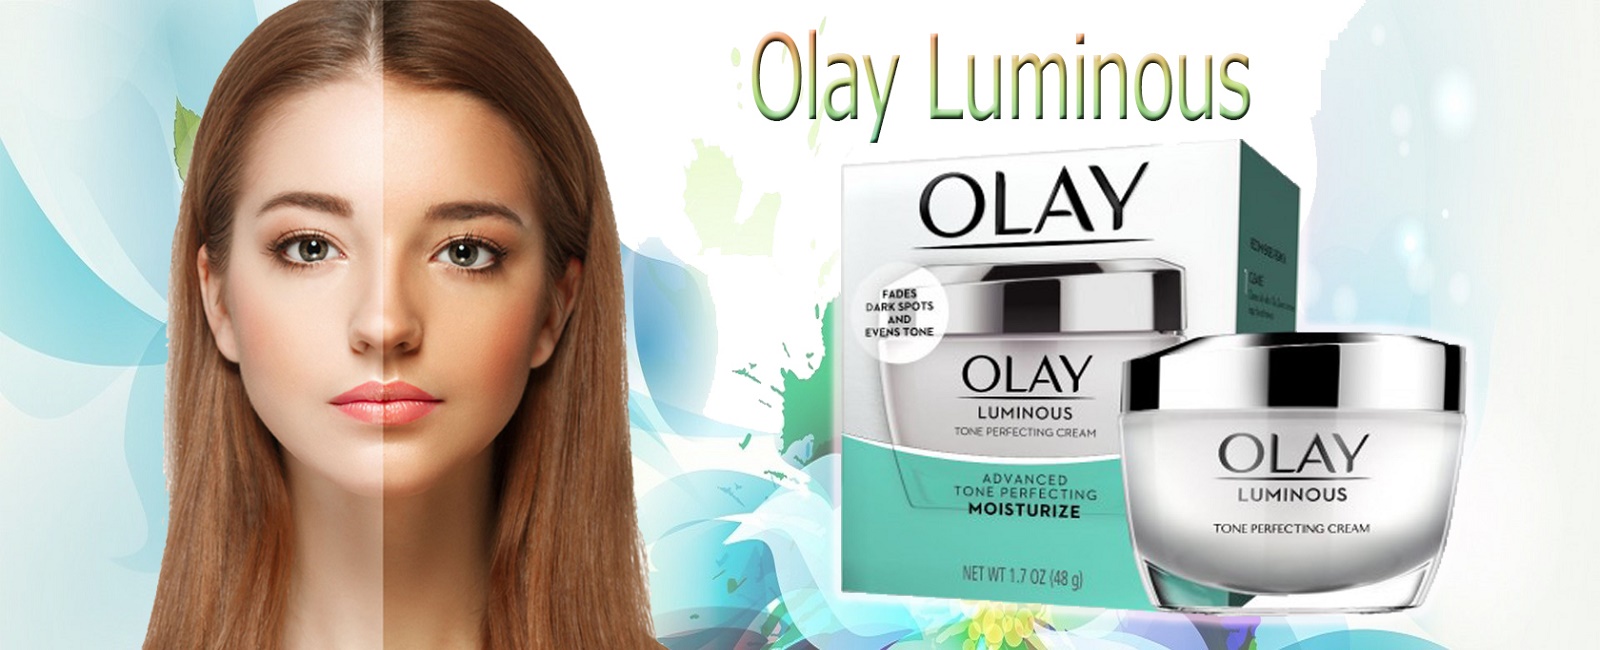 Olay Luminous
OLAY
FADES
DARK SPOTS
AND
EVENS TONE
OLAY
LUMINOUS
TONE PERFECTING CREAM
ADVANCED
TONE PERFECTING
MOISTURIZE
NET WT 1.7 OZ (48 g)
OLAY
LUMINOUS
TONE PERFECTING CREAM